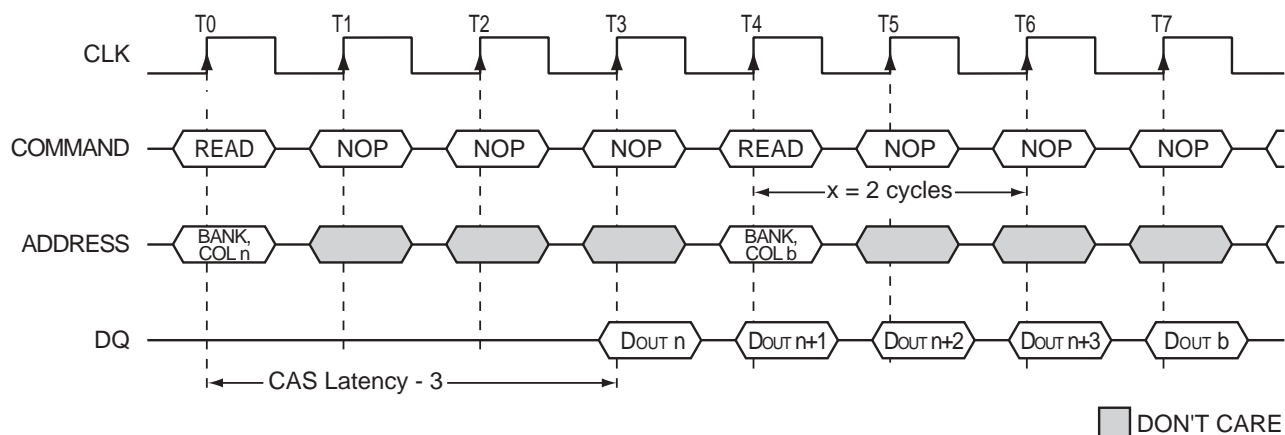 T0 T1 T2 T3 T4 T5 T6 T7
CLK
COMMAND READ NOP NOP NOP READ NOP NOP NOP
x = 2 cycles
ADDRESS BANK, COL n BANK, COL b
DQ DOUT n DOUT n+1 DOUT n+2 DOUT n+3 DOUT b
CAS Latency - 3
DON'T CARE